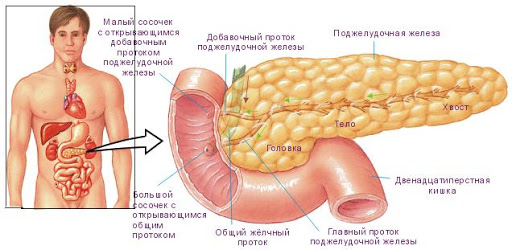 Малый сосочек
с открывающимся
добавочным
протоком
поджелудочной
железы
Добавочный проток
поджелудочной железы
Поджелудочная железа
Хвост
Тело
Головка
Двенадцатиперстная
кишка
Большой
сосочек с
открывающимся
общим
протоком
Общий жёлчный
проток
Главный проток
поджелудочной железы